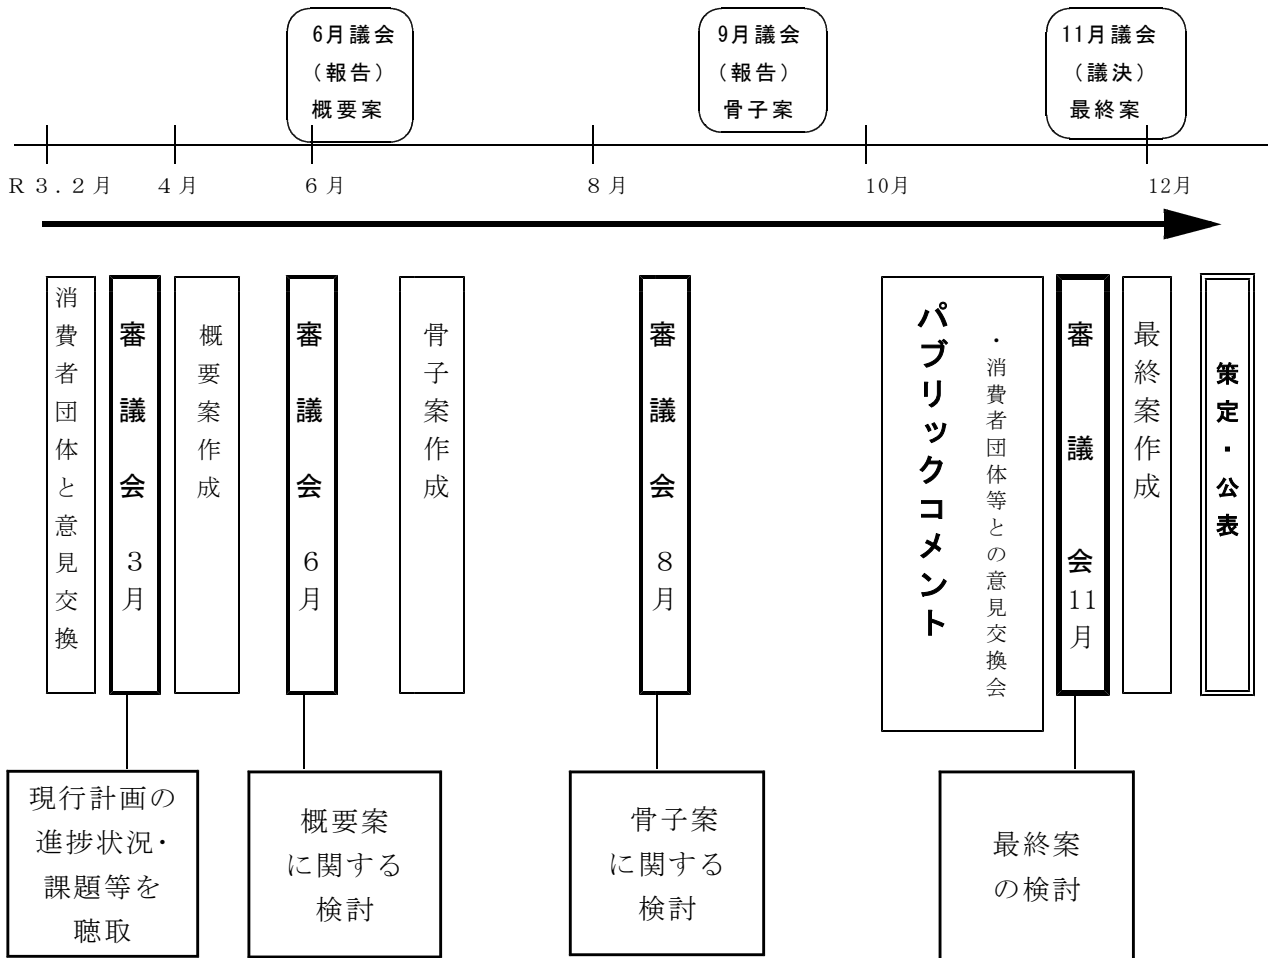 6月議会
（報告）
概要案
9月議会
（報告）
骨子案
11月議会
（議決）
最終案
Ｒ３.２月
４月
６月
８月
10月
12月
消費者団体と意見交換
審議会　３月
概要案作成
審議会　６月
骨子案作成
審議会　８月
パブリックコメント
・消費者団体等との意見交換会
審議会11月
最終案作成
策定・公表
現行計画の
進捗状況・
課題等を
聴取
概要案
に関する
検討
骨子案
に関する
検討
最終案
の検討